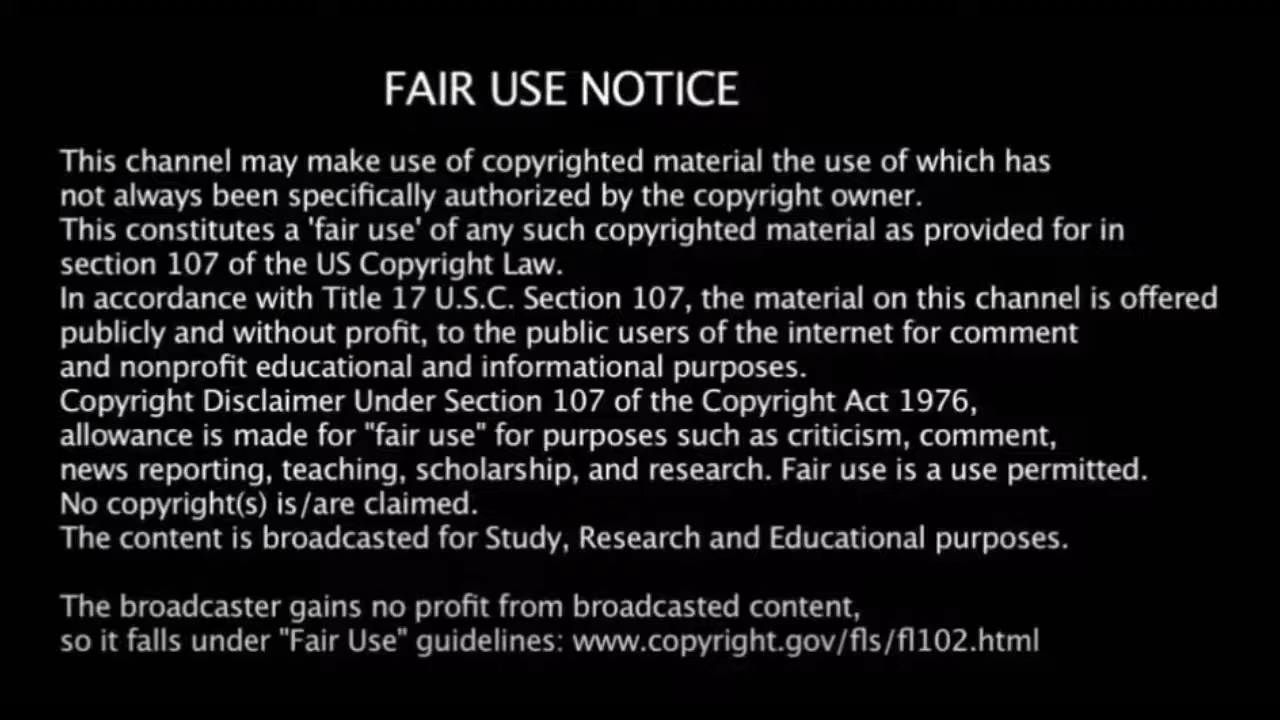 FAIR USE NOTICE
This channel may make use of copyrighted material the use of which has
not always been specifically authorized by the copyright owner.
This constitutes a 'fair use' of any such copyrighted material as provided for in
section 107 of the US Copyright Law.
In accordance with Title 17 U.S.C. Section 107, the material on this channel is offered
publicly and without profit, to the public users of the internet for comment
and nonprofit educational and informational purposes.
Copyright Disclaimer Under Section 107 of the Copyright Act 1976,
allowance is made for "fair use" for purposes such as criticism, comment,
news reporting, teaching, scholarship, and research. Fair use is a use permitted.
No copyright(s) is/are claimed.
The content is broadcasted for Study, Research and Educational purposes.
The broadcaster gains no profit from broadcasted content,
so it falls under "Fair Use" guidelines: www.copyright.gov/fls/fl102.html